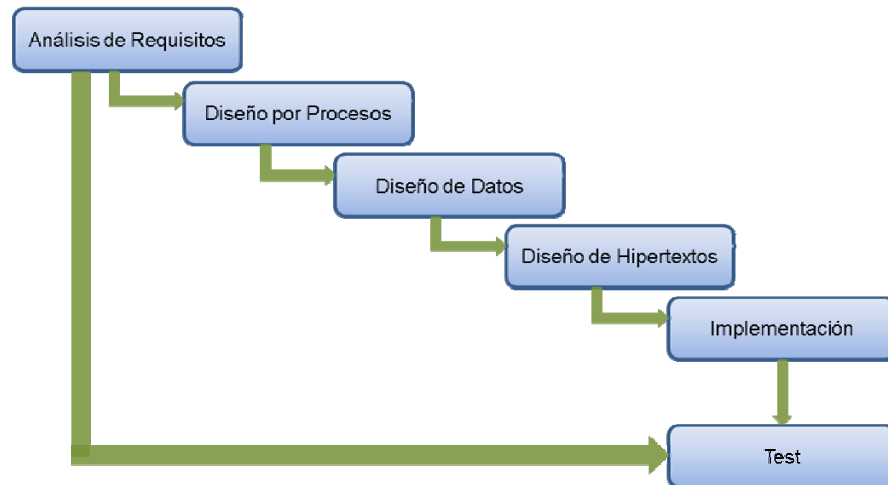 Análisis de Requisitos
Diseño por Procesos
Diseño de Datos
Diseño de Hipertextos
Implementación
Test